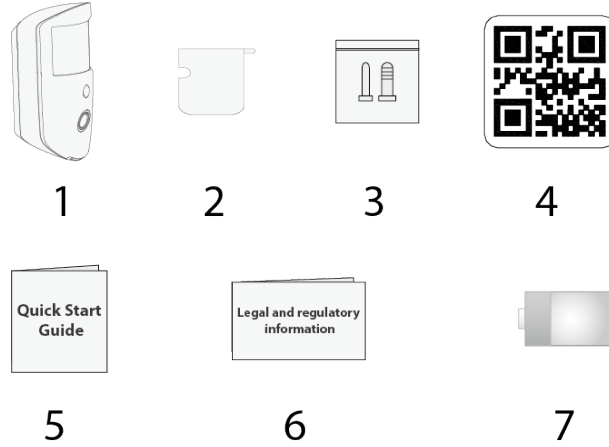 1
2
3
4
Quick Start
Guide
Legal and regulatory
information
5
6
7